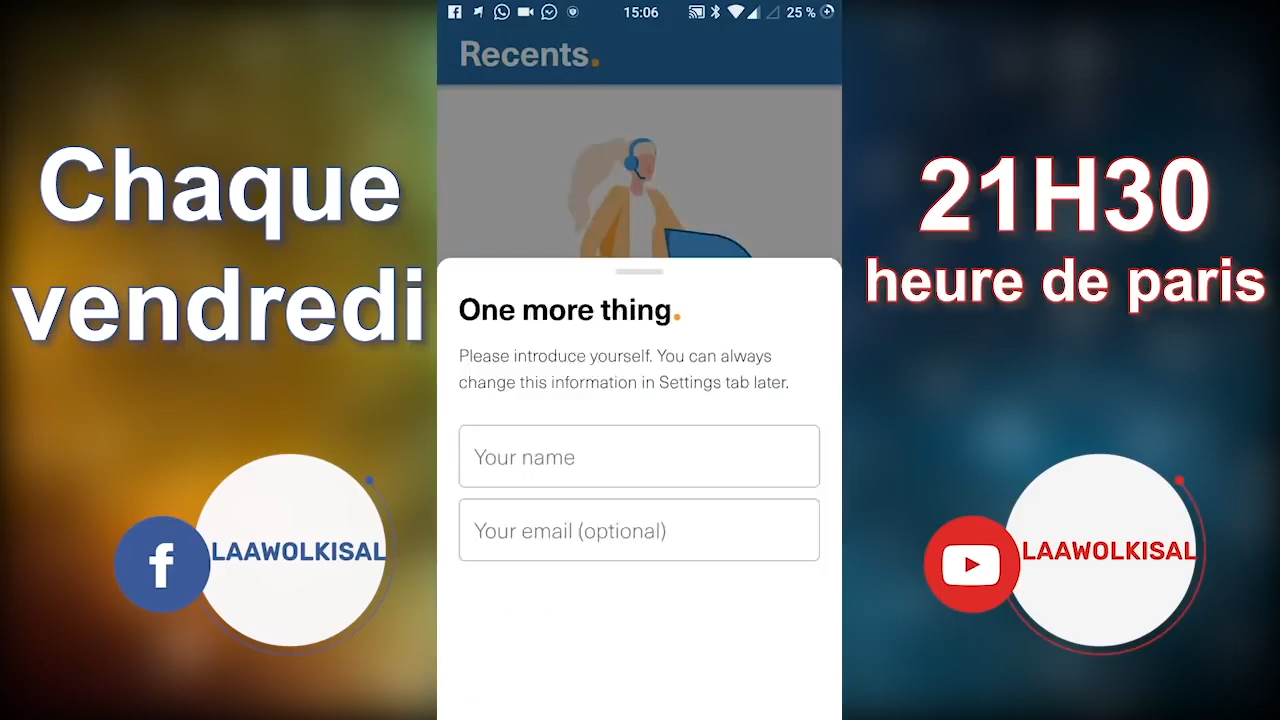 Chaque
vendredi
LAAWOLKISAL
15:06
25 %
Recents.
One more thing.
Please introduce yourself. You can always
change this information in Settings tab later.
Your name
Your email (optional)
21H30
heure de paris
LAAWOLKISAL